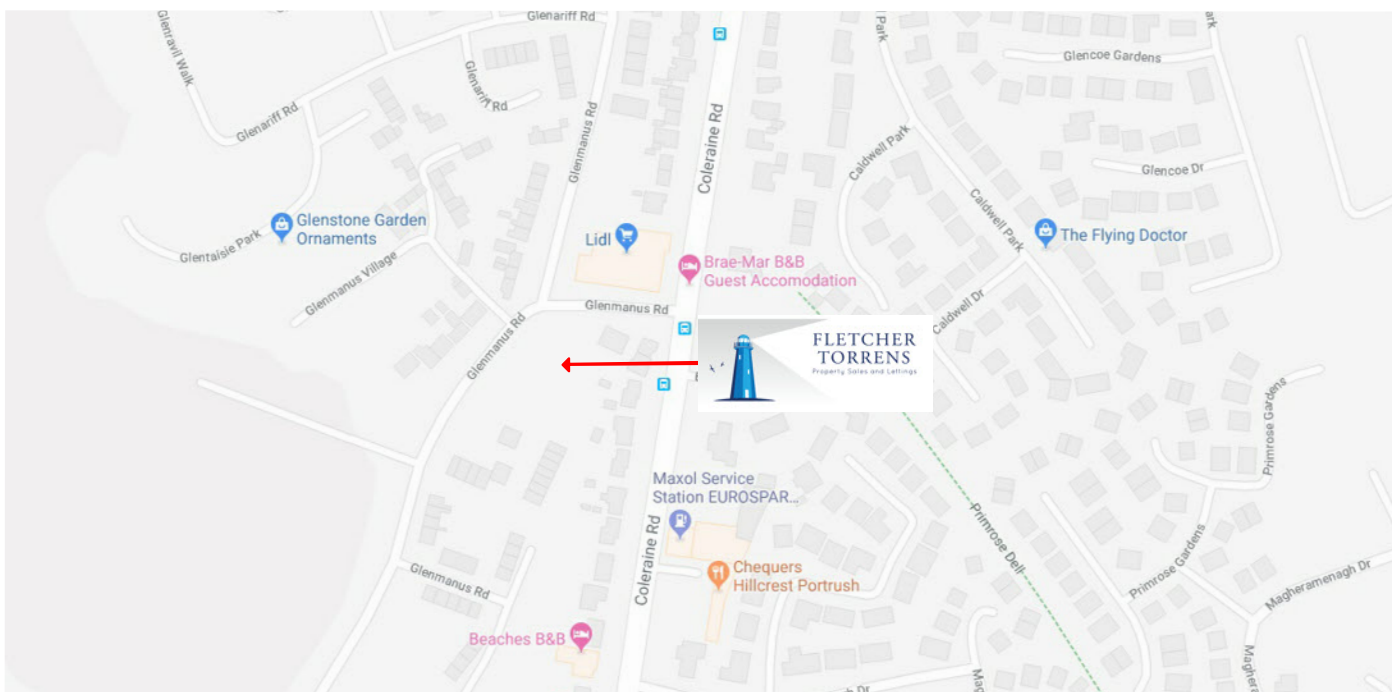 Glenariff Rd
Park
Glenravil Walk
Glenariff Rd
Glenariff Rd
Glenmanus Rd
Coleraine Rd
Caldwell Park
Glencoe Gardens
Glencoe Dr
Caldwell Park
Glenstone Garden
Ornaments
Glentaisie Park
Glenmanus Village
Lidl
Brae-Mar B&B
Guest Accomodation
The Flying Doctor
Glenmanus Rd
Caldwell Dr
Glenmanus Rd
FLETCHER
TORRENS
Property Sales and Lettings
Primrose Gardens
Maxol Service
Station EUROSPAR...
Coleraine Rd
Primrose Dell
Primrose Gardens
Chequers
Hillcrest Portrush
Glenmanus Rd
Magheramenagh Dr
Beaches B&B